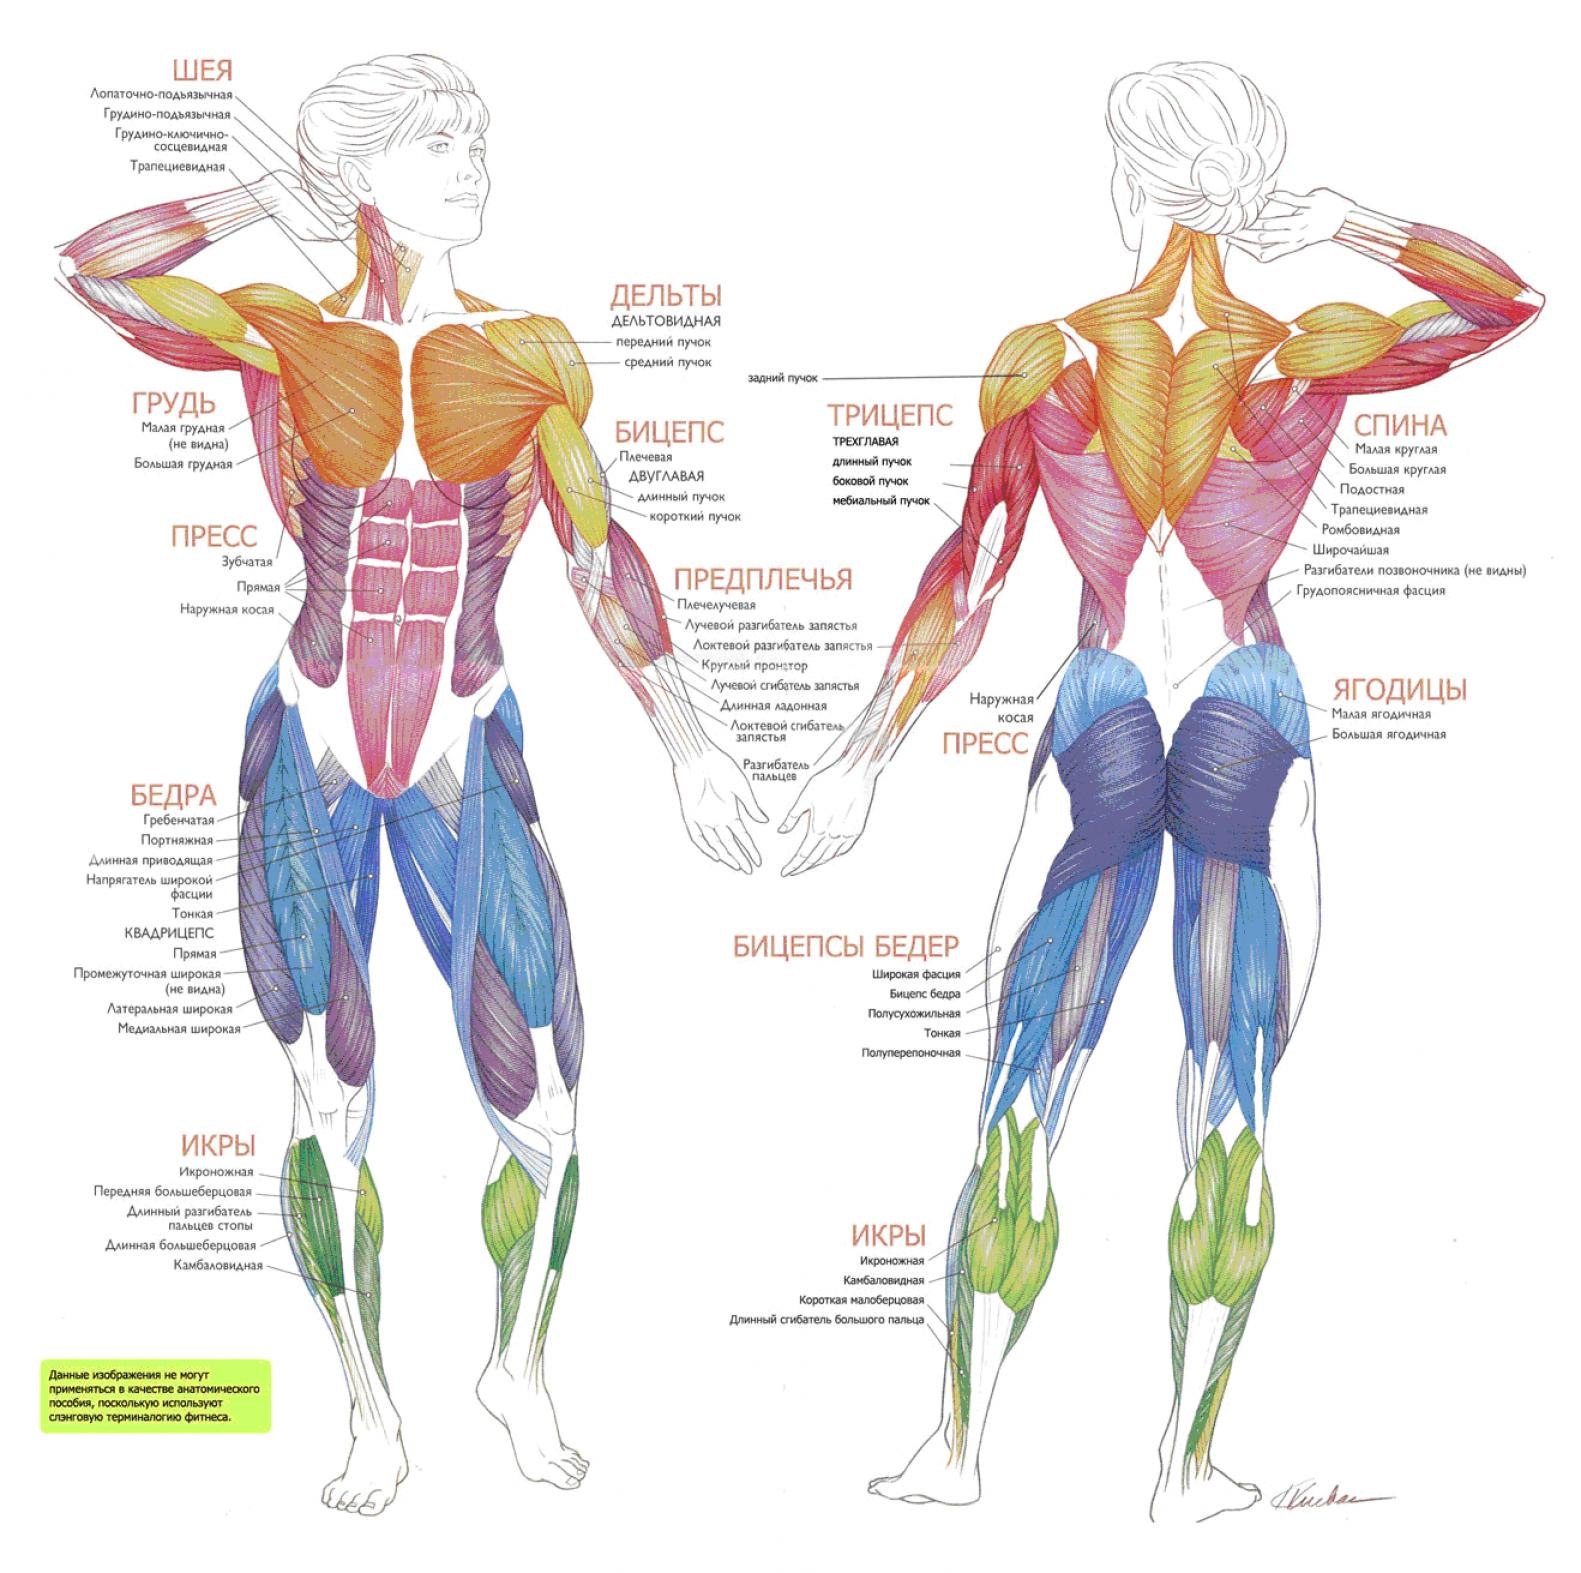 ШЕЯ
Лопаточно-подъязычная
Грудино-подъязычная
Грудино-ключично-
сосцевидная
Трапециевидная
ДЕЛЬТЫ
ДЕЛЬТОВИДНАЯ
передний пучок
средний пучок
ГРУДЬ
Малая грудная
(не видна)
Большая грудная
БИЦЕПС
Плечевая
ДВУГЛАВАЯ
длинный пучок
короткий пучок
ПРЕСС
Зубчатая
Прямая
Наружная косая
ПРЕДПЛЕЧЬЯ
Плечелучевая
Лучевой разгибатель запястья
Локтевой разгибатель запястья
Круглый пронатор
Лучевой сгибатель запястья
Длинная ладонная
Локтевой сгибатель
запястья
Разгибатель
пальцев
БЕДРА
Гребенчатая
Портняжная
Длинная приводящая
Напрягатель широкой
фасции
Тонкая
КВАДРИЦЕПС
Прямая
Промежуточная широкая
(не видна)
Латеральная широкая
Медиальная широкая
ИКРЫ
Икроножная
Передняя большеберцовая
Длинный разгибатель
пальцев стопы
Длинная большеберцовая
Камбаловидная
Данные изображения не могут
применяться в качестве анатомического
пособия, посколькую используют
слэнговую терминалогию фитнеса.
задний пучок
ТРИЦЕПС
ТРЕХГЛАВАЯ
длинный пучок
боковой пучок
мебиальный пучок
СПИНА
Малая круглая
Большая круглая
Подостная
Трапециевидная
Ромбовидная
Широчайшая
Разгибатели позвоночника (не видны)
Грудопоясничная фасция
Наружная
косая
ПРЕСС
ЯГОДИЦЫ
Малая ягодичная
Большая ягодичная
БИЦЕПСЫ БЕДЕР
Широкая фасция
Бицепс бедра
Полусухожильная
Тонкая
Полуперепоночная
ИКРЫ
Икроножная
Камбаловидная
Короткая малоберцовая
Длинный сгибатель большого пальца